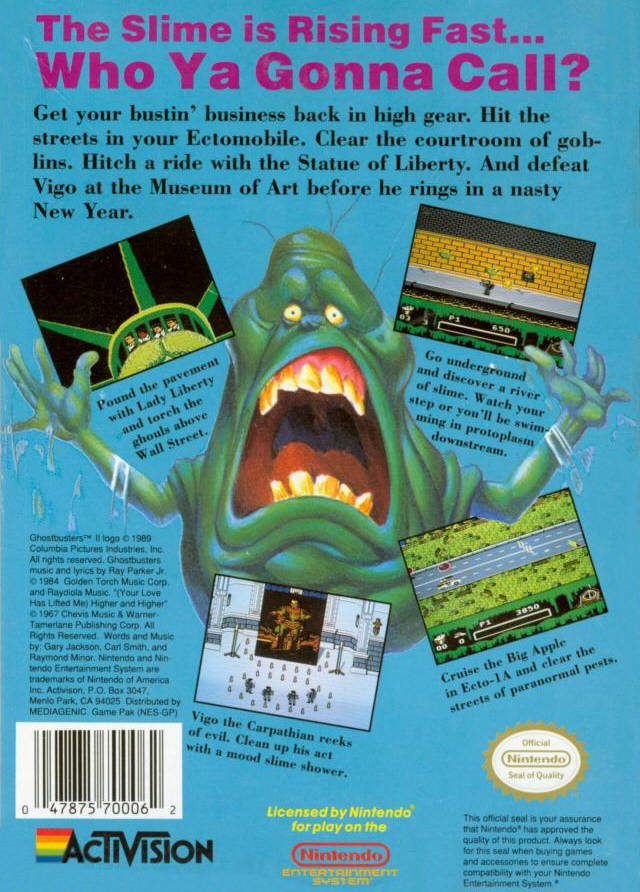 The Slime is Rising Fast...
Who Ya Gonna Call?
Get your bustin' business back in high gear. Hit the
streets in your Ectomobile. Clear the courtroom of gob-
lins. Hitch a ride with the Statue of Liberty. And defeat
Vigo at the Museum of Art before he rings in a nasty
New Year.
03
P1
650
Pound the pavement
with Lady Liberty
and torch the
ghouls above
Wall Street.
Go underground
and discover a river
of slime. Watch your
step or you'll be swim-
ming in protoplasm
downstream.
Ghostbusters™ II logo © 1989
Columbia Pictures Industries, Inc.
All rights reserved. Ghostbusters
music and lyrics by Ray Parker Jr.
© 1984 Golden Torch Music Corp.
and Raydiola Music. "(Your Love
Has Lifted Me) Higher and Higher"
© 1967 Chevis Music & Warner-
Tamerlane Publishing Corp. All
Rights Reserved. Words and Music
by: Gary Jackson, Carl Smith, and
Raymond Minor. Nintendo and Nin-
tendo Entertainment System are
trademarks of Nintendo of America
Inc. Activison, P.O. Box 3047,
Menlo Park, CA 94025 Distributed by
MEDIAGENIC. Game Pak (NES-GP)
00
P1
3850
00
Cruise the Big Apple
in Ecto-1A and clear the
streets of paranormal pests.
Vigo the Carpathian reeks
of evil. Clean up his act
with a mood slime shower.
0 47875 70006 2
ACTIVISION
Licensed by Nintendo®
for play on the
Nintendo
ENTERTAINMENT
SYSTEM®
Official
Nintendo
Seal of Quality
This official seal is your assurance
that Nintendo® has approved the
quality of this product. Always look
for this seal when buying games
and accessories to ensure complete
compatibility with your Nintendo
Entertainment System.®